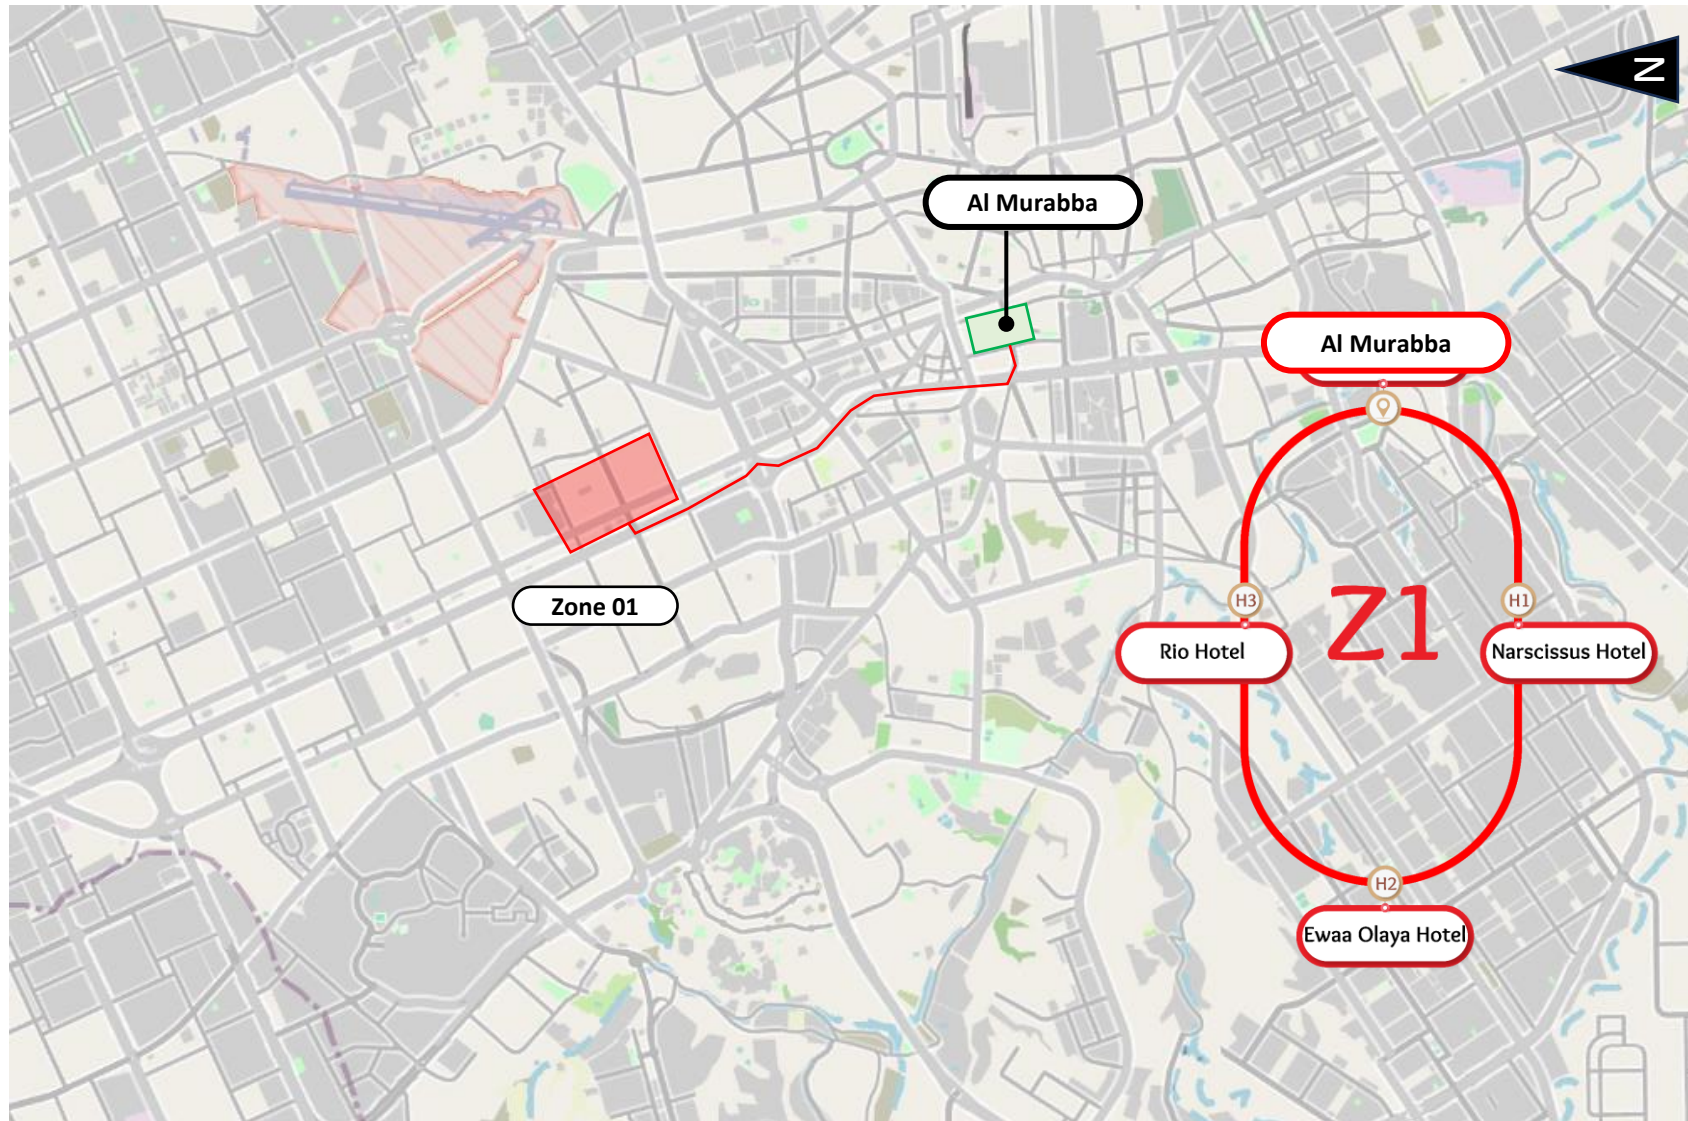 N
Al Murabba
Al Murabba
Zone 01
H3
Z1
H1
Rio Hotel
Narscissus Hotel
H2
Ewaa Olaya Hotel